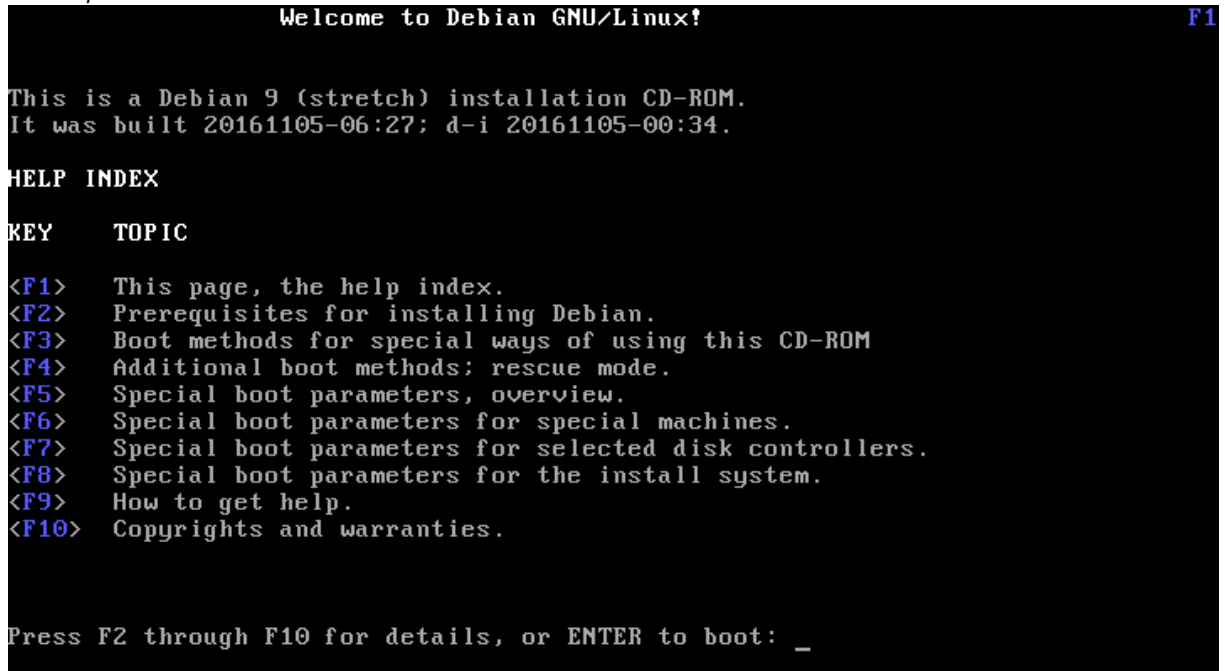 Welcome to Debian GNU/Linux! F1
This is a Debian 9 (stretch) installation CD-ROM.
It was built 20161105-06:27; d-i 20161105-00:34.
HELP INDEX
KEY TOPIC
<F1> This page, the help index.
<F2> Prerequisites for installing Debian.
<F3> Boot methods for special ways of using this CD-ROM
<F4> Additional boot methods; rescue mode.
<F5> Special boot parameters, overview.
<F6> Special boot parameters for special machines.
<F7> Special boot parameters for selected disk controllers.
<F8> Special boot parameters for the install system.
<F9> How to get help.
<F10> Copyrights and warranties.
Press F2 through F10 for details, or ENTER to boot: _